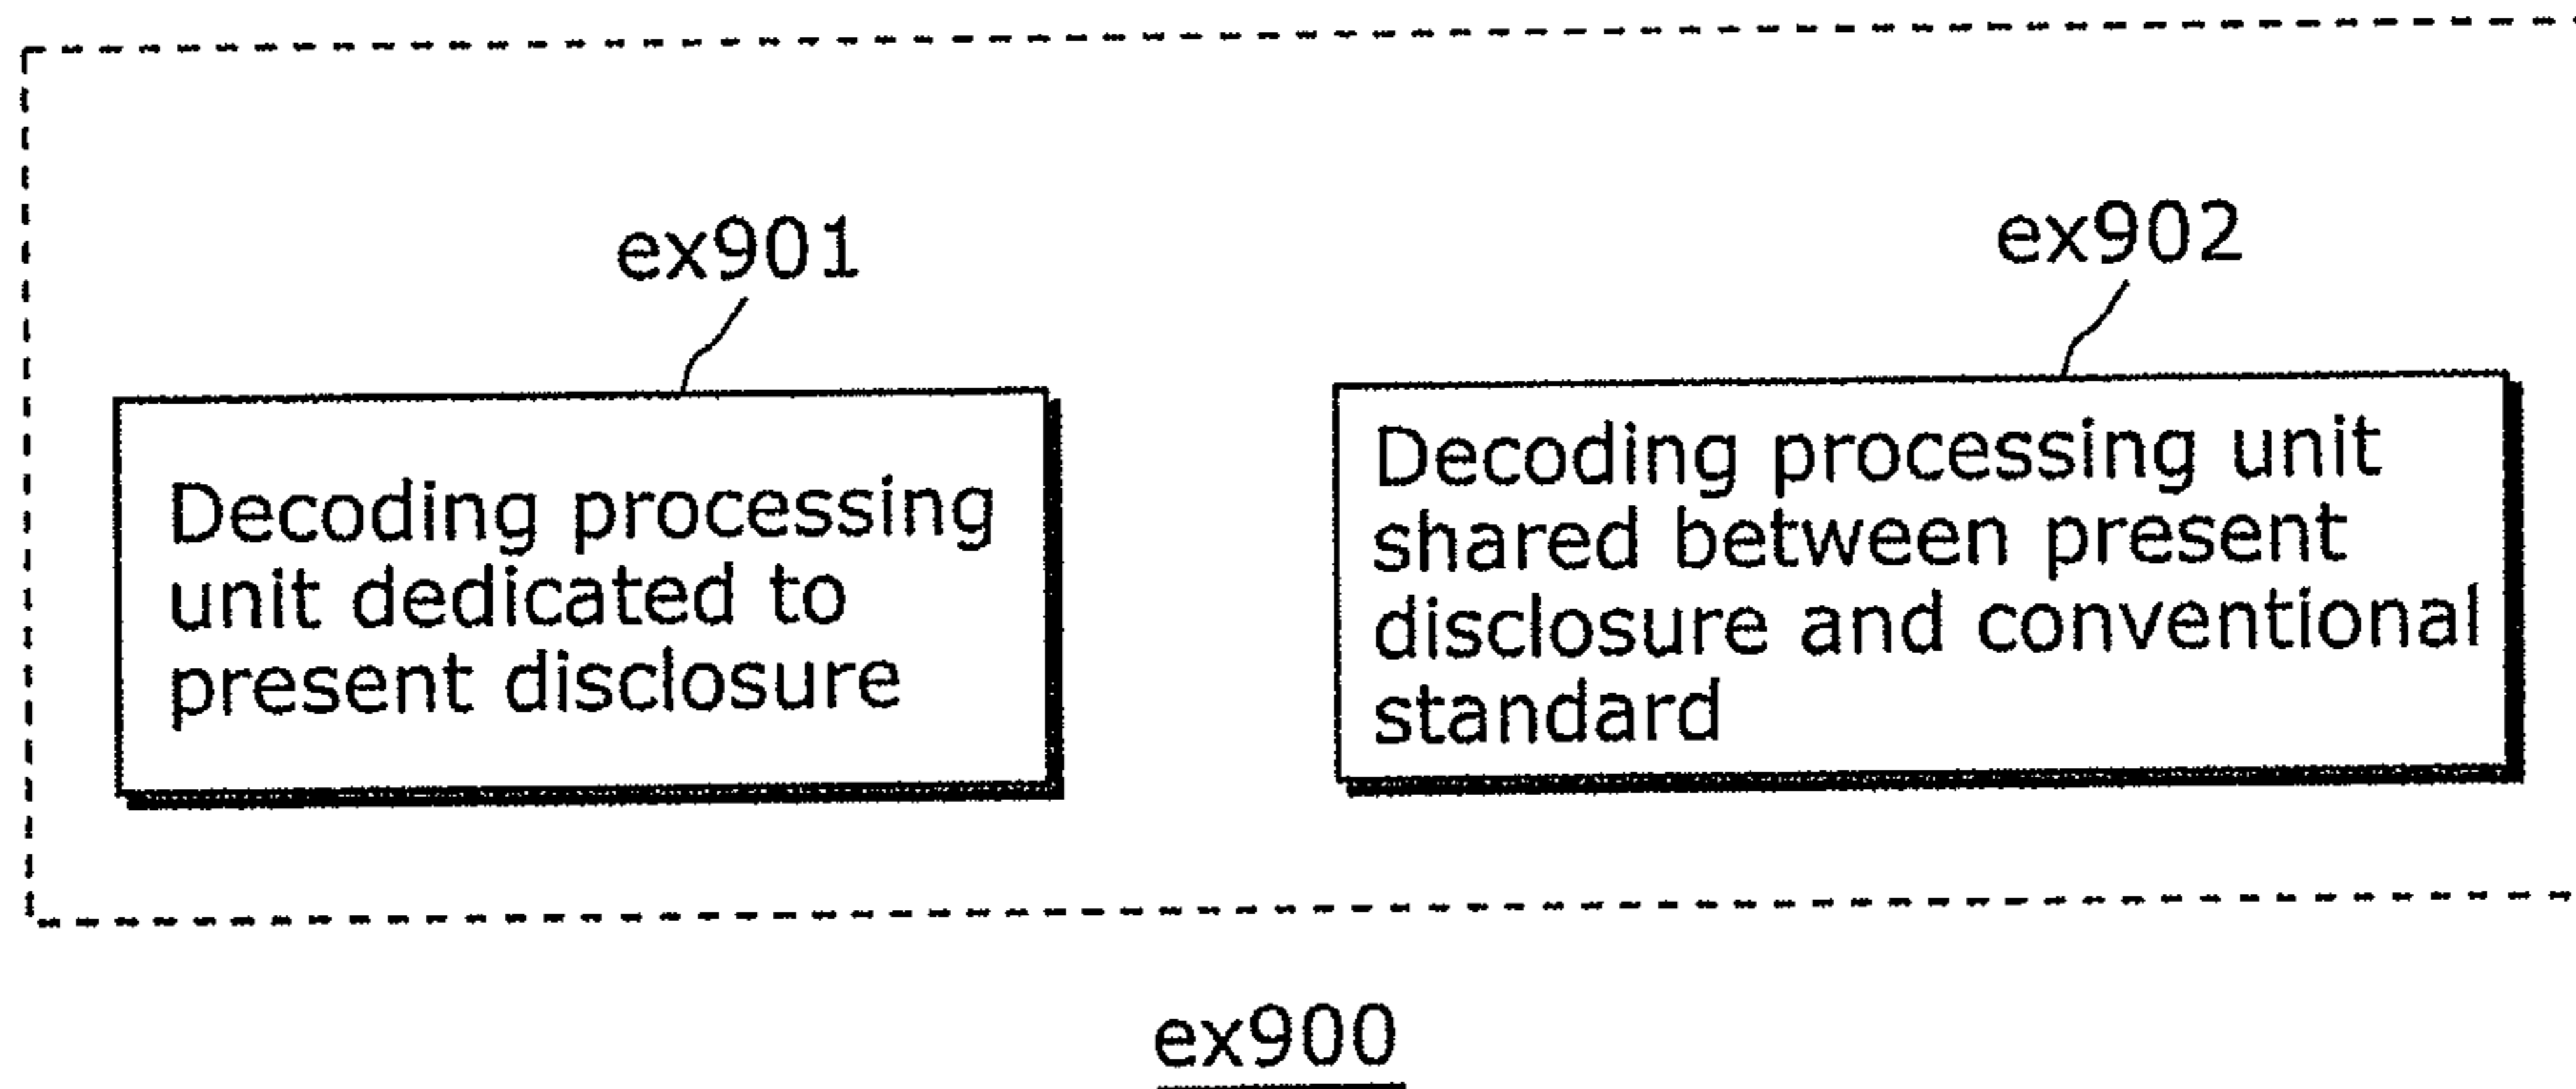 ex901
ex902
Decoding processing
unit dedicated to
present disclosure
Decoding processing unit
shared between present
disclosure and conventional
standard
ex900